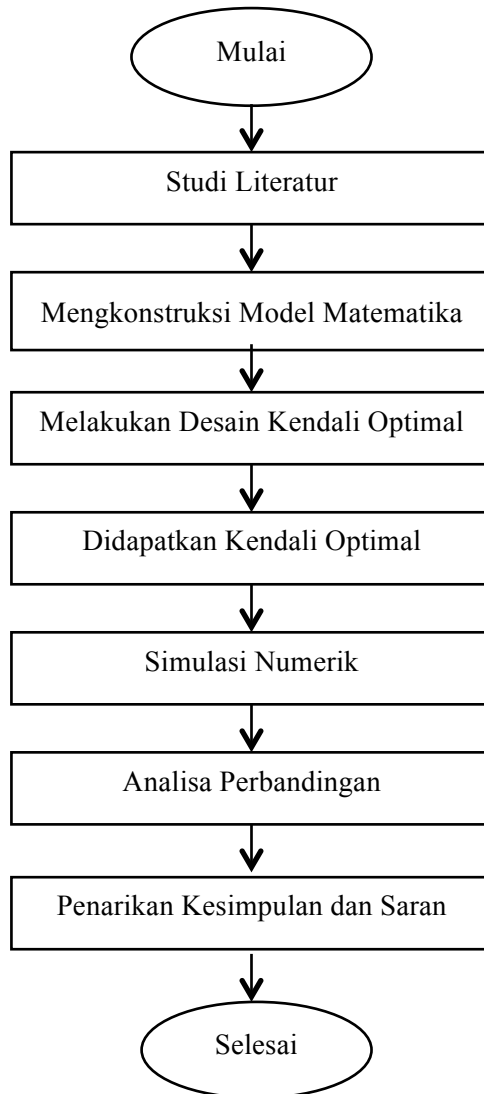 Mulai
Studi Literatur
Mengkonstruksi Model Matematika
Melakukan Desain Kendali Optimal
Didapatkan Kendali Optimal
Simulasi Numerik
Analisa Perbandingan
Penarikan Kesimpulan dan Saran
Selesai